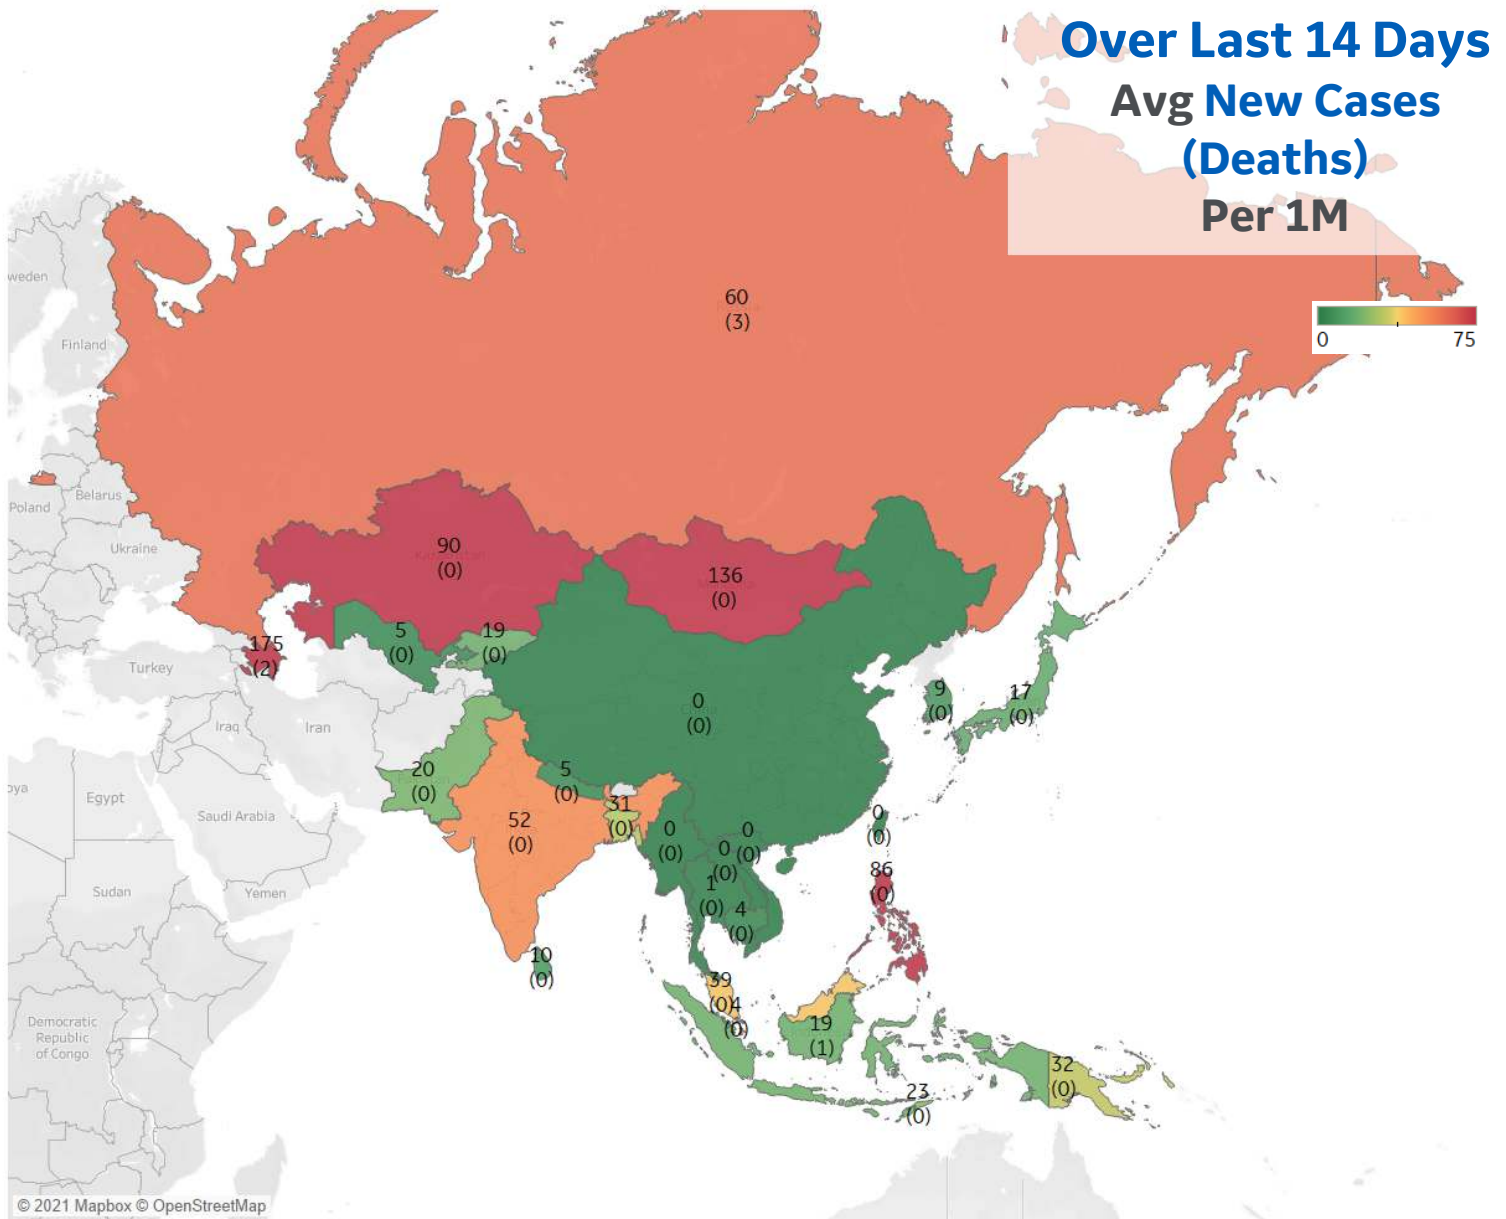 Over Last 14 Days
Avg New Cases
(Deaths)
Per 1M
0 75
60
(3)
weden
Finland
Poland
Belarus
Ukraine
Turkey
Iraq
Iran
Egypt
Saudi Arabia
Sudan
Yemen
Democratic
Republic
of Congo
oya
90
(0)
136
(0)
175
(2)
5
(0)
19
(0)
0
(0)
9
(0)
17
(0)
20
(0)
52
(0)
5
(0)
31
(0)
0
(0)
0
(0)
0
(0)
1
(0)
4
(0)
0
(0)
86
(0)
10
(0)
39
(0)
4
(0)
19
(1)
23
(0)
32
(0)
© 2021 Mapbox © OpenStreetMap